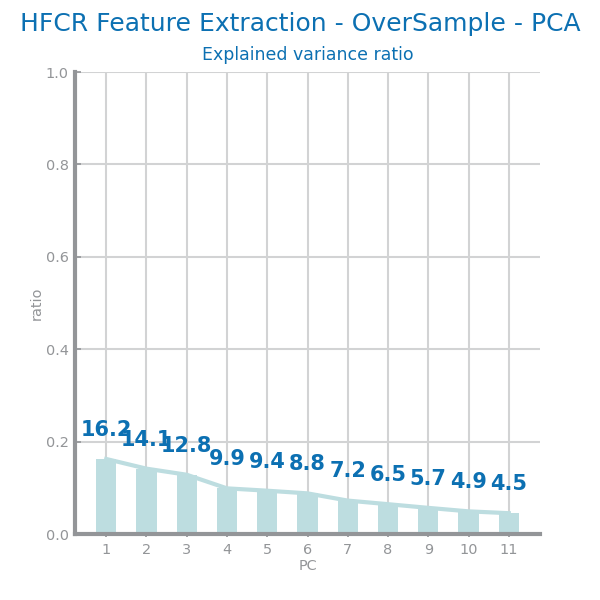 HFCR Feature Extraction - OverSample - PCA
Explained variance ratio
1.0
0.8
0.6
0.4
0.2
0.0
ratio
16.2 14.1 12.8 9.9 9.4 8.8 7.2 6.5 5.7 4.9 4.5
1 2 3 4 5 6 7 8 9 10 11
PC